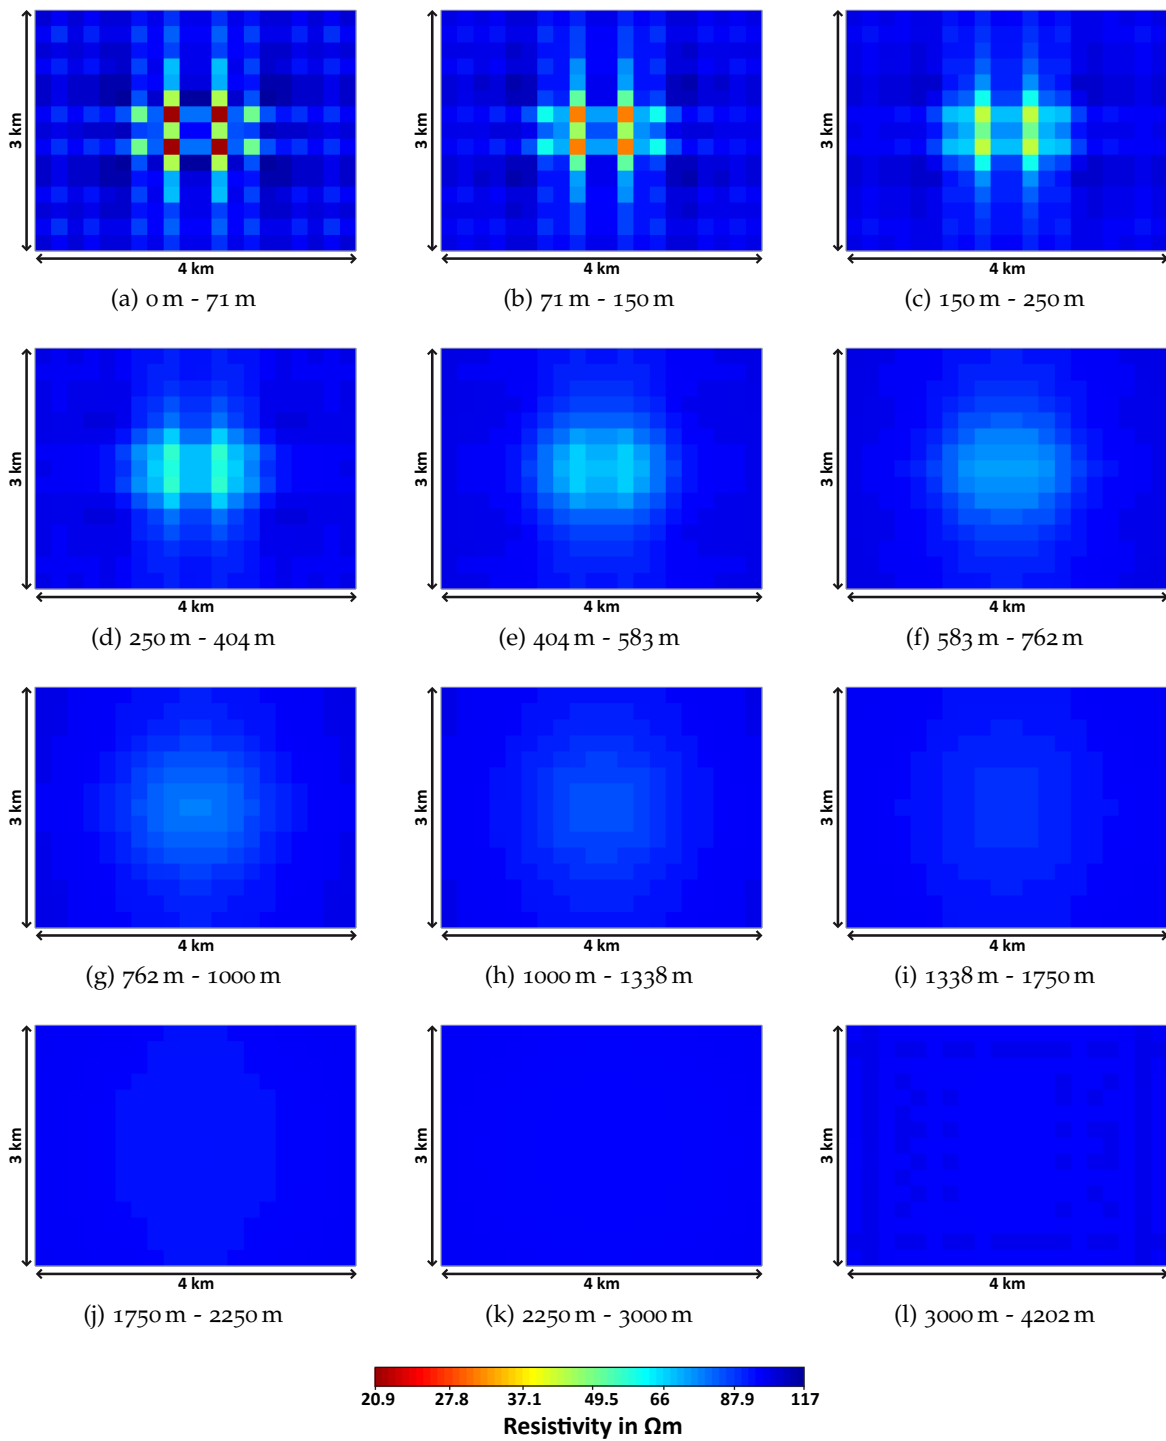 3 km
3 km
3 km
4 km
4 km
4 km
(a) 0 m - 71 m
(b) 71 m - 150 m
(c) 150 m - 250 m
3 km
3 km
3 km
4 km
4 km
4 km
(d) 250 m - 404 m
(e) 404 m - 583 m
(f) 583 m - 762 m
3 km
3 km
3 km
4 km
4 km
4 km
(g) 762 m - 1000 m
(h) 1000 m - 1338 m
(i) 1338 m - 1750 m
3 km
3 km
3 km
4 km
4 km
4 km
(j) 1750 m - 2250 m
(k) 2250 m - 3000 m
(l) 3000 m - 4202 m
20.9 27.8 37.1 49.5 66 87.9 117
Resistivity in Ωm